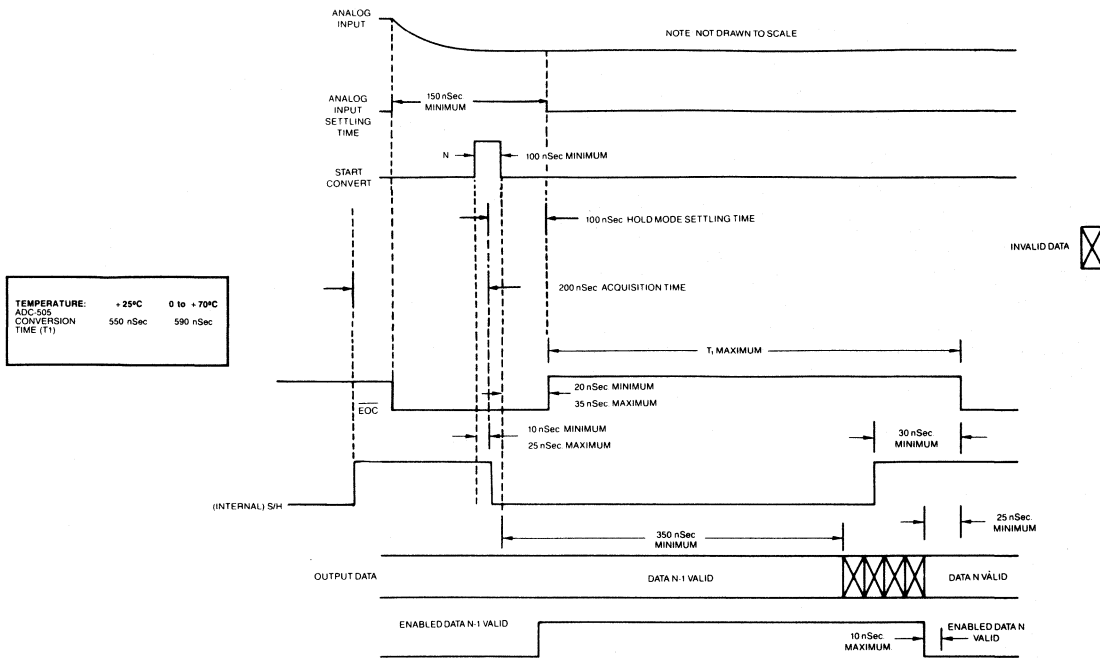 ANALOG
INPUT
NOTE NOT DRAWN TO SCALE
ANALOG
INPUT
SETTLING
TIME
150 nSec.
MINIMUM
N
100 nSec MINIMUM
START
CONVERT
100 nSec HOLD MODE SETTLING TIME
INVALID DATA
200 nSec ACQUISITION TIME
TEMPERATURE: +25°C 0 to +70°C
ADC-505
CONVERSION 550 nSec 590 nSec
TIME (T1)
T1 MAXIMUM
20 nSec MINIMUM
35 nSec. MAXIMUM
EOC
10 nSec MINIMUM
25 nSec. MAXIMUM
30 nSec.
MINIMUM
(INTERNAL) S/H
25 nSec.
MINIMUM
350 nSec
MINIMUM
OUTPUT DATA
DATA N-1 VALID
DATA N VALID
ENABLED DATA N-1 VALID
10 nSec.
MAXIMUM.
ENABLED DATA N
VALID